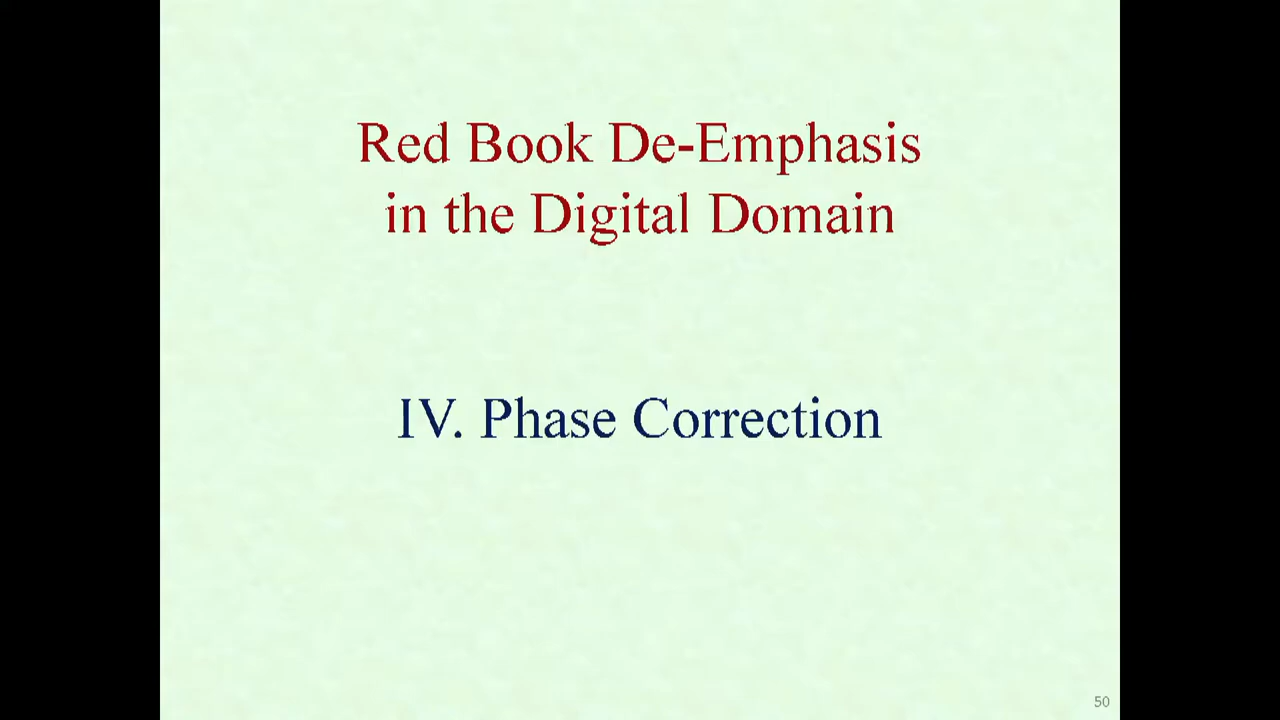 Red Book De-Emphasis
in the Digital Domain
IV. Phase Correction
50